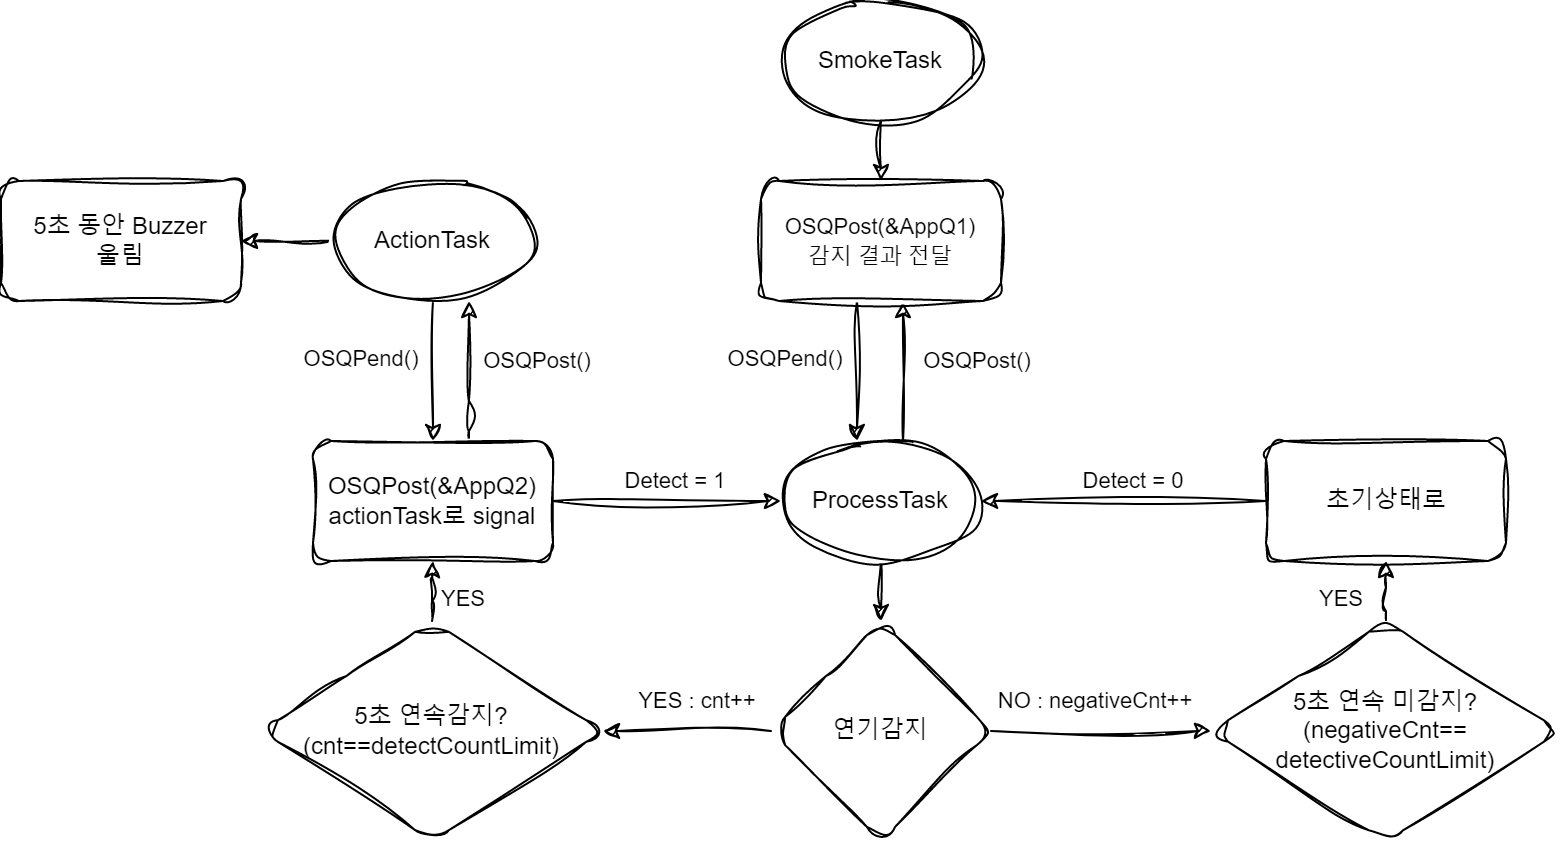 SmokeTask
5초 동안 Buzzer
울림
ActionTask
OSQPost(&AppQ1)
감지 결과 전달
OSQPend()
OSQPost()
OSQPend()
OSQPost()
OSQPost(&AppQ2)
actionTask로 signal
Detect = 1
ProcessTask
Detect = 0
초기상태로
YES
YES
5초 연속감지?
(cnt==detectCountLimit)
YES : cnt++
연기감지
NO : negativeCnt++
5초 연속 미감지?
(negativeCnt==
detectiveCountLimit)